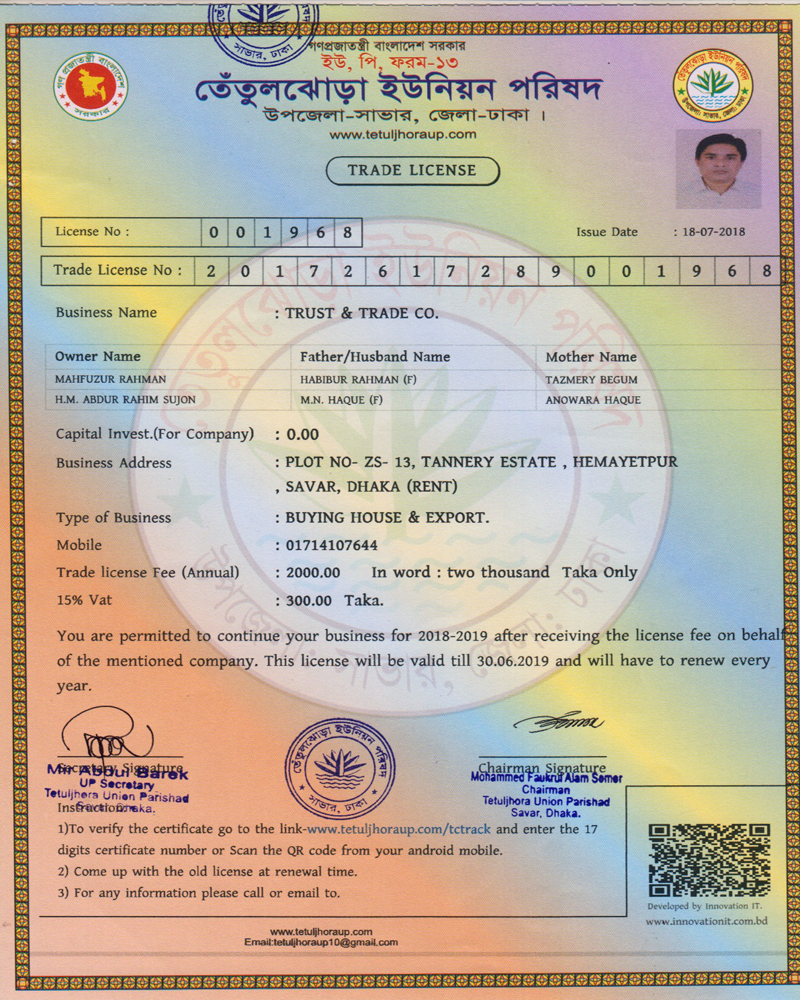 গণপ্রজাতন্ত্রী বাংলাদেশ সরকার
ইউ, পি, ফরম-১৩
তেঁতুলঝোড়া ইউনিয়ন পরিষদ
উপজেলা-সাভার, জেলা-ঢাকা ।
www.tetuljhoraup.com
TRADE LICENSE
License No : 0 0 1 9 6 8
Issue Date : 18-07-2018
Trade License No : 2 0 1 7 2 6 1 7 2 8 9 0 0 1 9 6 8
Business Name : TRUST & TRADE CO.
Owner Name Father/Husband Name Mother Name
MAHFUZUR RAHMAN HABIBUR RAHMAN (F) TAZMERY BEGUM
H.M. ABDUR RAHIM SUJON M.N. HAQUE (F) ANOWARA HAQUE
Capital Invest.(For Company) : 0.00
Business Address : PLOT NO- ZS- 13, TANNERY ESTATE , HEMAYETPUR
, SAVAR, DHAKA (RENT)
Type of Business : BUYING HOUSE & EXPORT.
Mobile : 01714107644
Trade license Fee (Annual) : 2000.00 In word : two thousand Taka Only
15% Vat : 300.00 Taka.
You are permitted to continue your business for 2018-2019 after receiving the license fee on behalf
of the mentioned company. This license will be valid till 30.06.2019 and will have to renew every
year.
Secretary Signature
Md. Abdul Barek
UP Secretary
Tetuljhora Union Parishad
Savar, Dhaka.
তেঁতুলঝোড়া ইউনিয়ন পরিষদ
সাভার, ঢাকা
Chairman Signature
Mohammed Faukrul Alam Somor
Chairman
Tetuljhora Union Parishad
Savar, Dhaka.
Instruction:
1)To verify the certificate go to the link-www.tetuljhoraup.com/tctrack and enter the 17
digits certificate number or Scan the QR code from your android mobile.
2) Come up with the old license at renewal time.
3) For any information please call or email to.
Developed by Innovation IT.
www.innovationit.com.bd
www.tetuljhoraup.com
Email:tetuljhoraup10@gmail.com